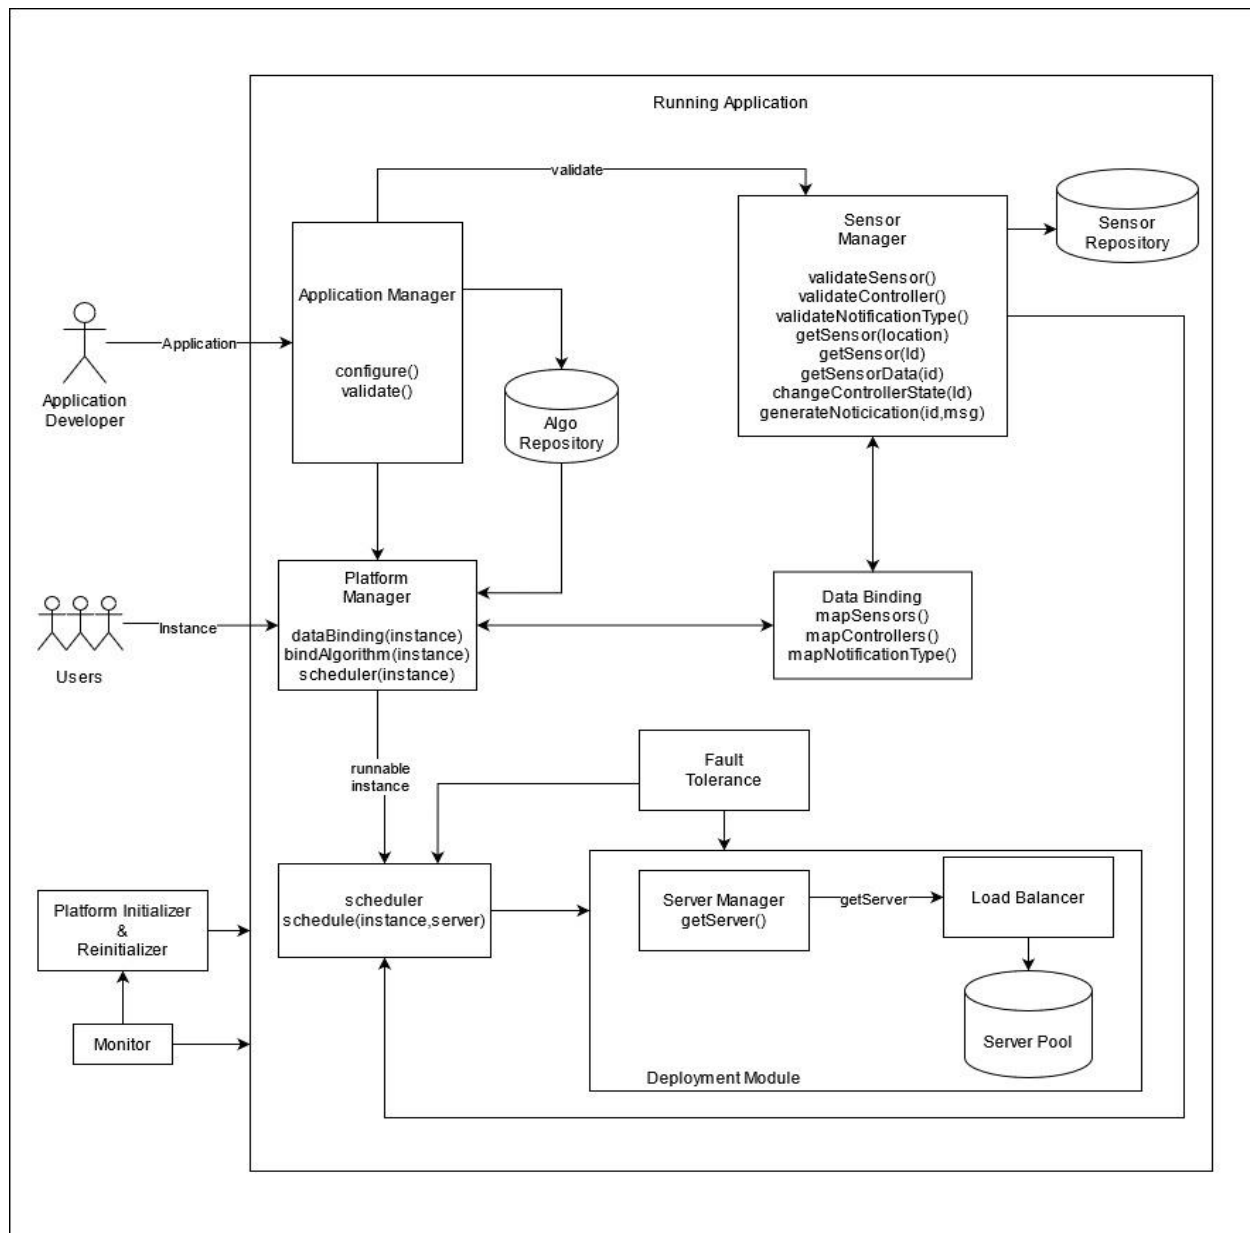 Running Application
validate
Sensor
Manager
validateSensor()
validateController()
validateNotificationType()
getSensor(location)
getSensor(Id)
getSensorData(id)
changeControllerState(Id)
generateNoticication(id,msg)
Sensor
Repository
Application Manager
configure()
validate()
Application
Application
Developer
Algo
Repository
Platform
Manager
dataBinding(instance)
bindAlgorithm(instance)
scheduler(instance)
Instance
Users
Data Binding
mapSensors()
mapControllers()
mapNotificationType()
runnable
instance
Fault
Tolerance
scheduler
schedule(instance,server)
Server Manager
getServer()
getServer
Load Balancer
Server Pool
Deployment Module
Platform Initializer
&
Reinitializer
Monitor